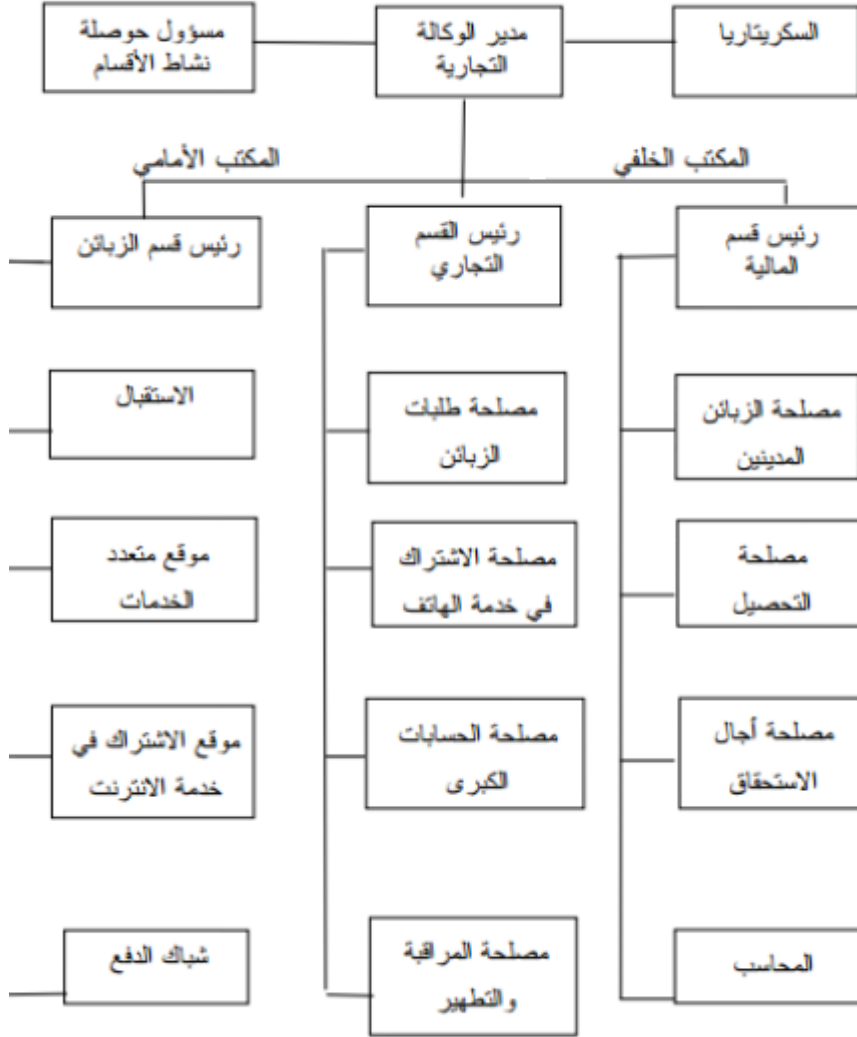 السكريتاريا
مدير الوكالة
التجارية
مسؤول حوصلة
نشاط الأقسام
المكتب الخلفي
المكتب الأمامي
رئيس قسم
المالية
رئيس القسم
التجاري
رئيس قسم الزبائن
مصلحة الزبائن
المدينين
مصلحة طلبات
الزبائن
الاستقبال
مصلحة
التحصيل
مصلحة الاشتراك
في خدمة الهاتف
موقع متعدد
الخدمات
مصلحة أجال
الاستحقاق
مصلحة الحسابات
الكبرى
موقع الاشتراك في
خدمة الانترنت
المحاسب
مصلحة المراقبة
والتطهير
شباك الدفع